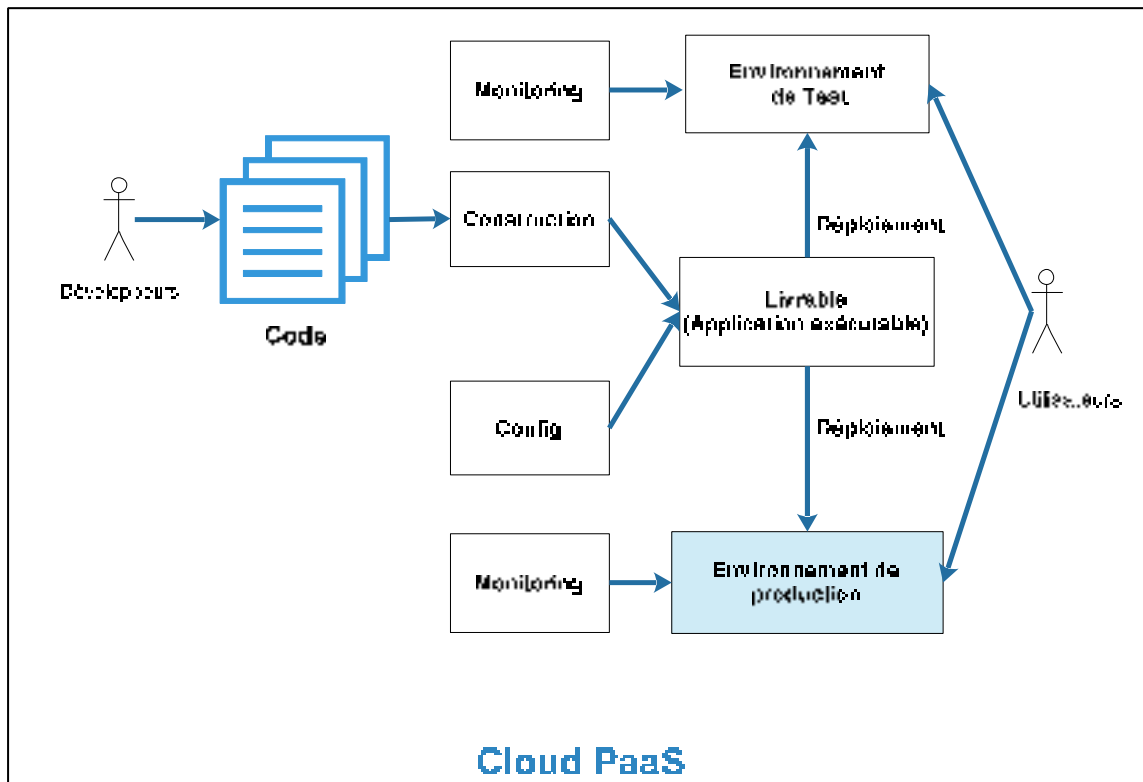 Monitoring
Environnement
de Test
Construction
Déploiement
Développeurs
Livrable
(Application exécutable)
Code
Utilisateurs
Config
Déploiement
Monitoring
Environnement de
production
Cloud PaaS